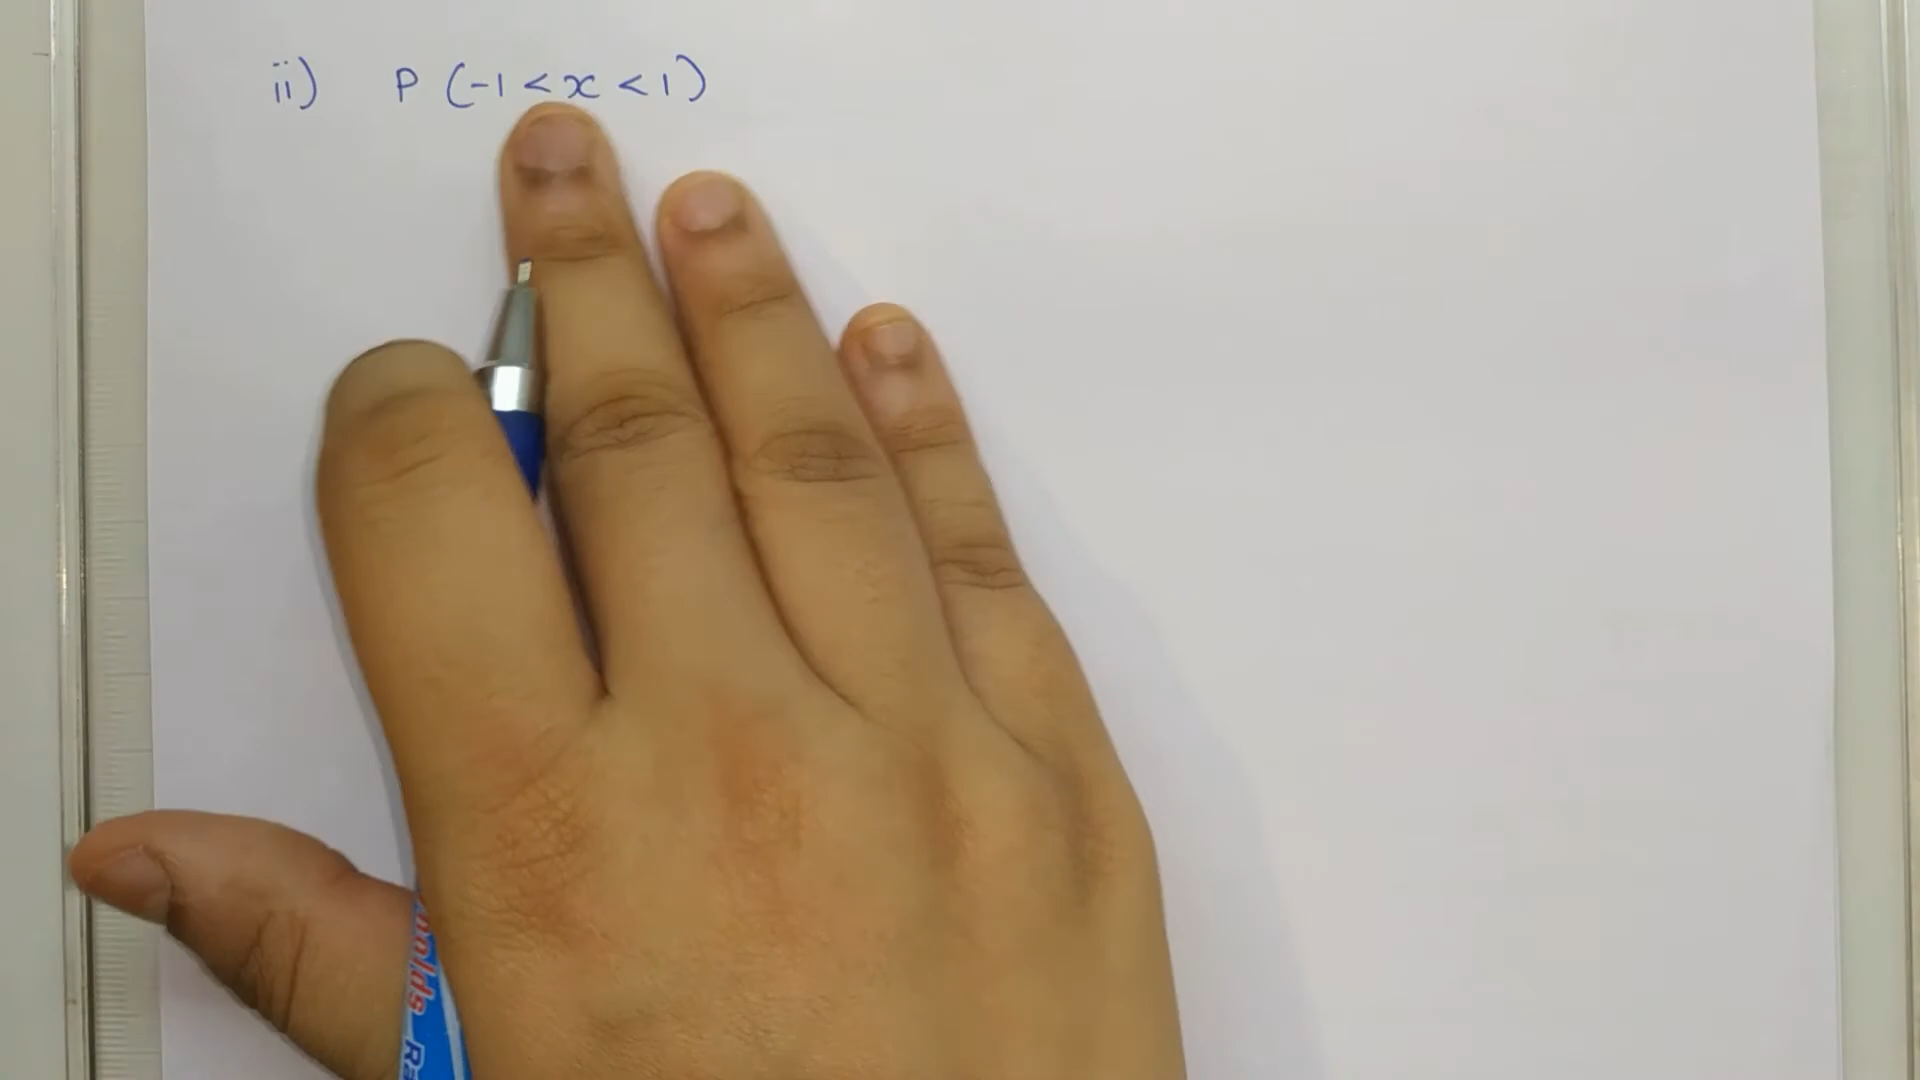 ii) P (-1 < x < 1)